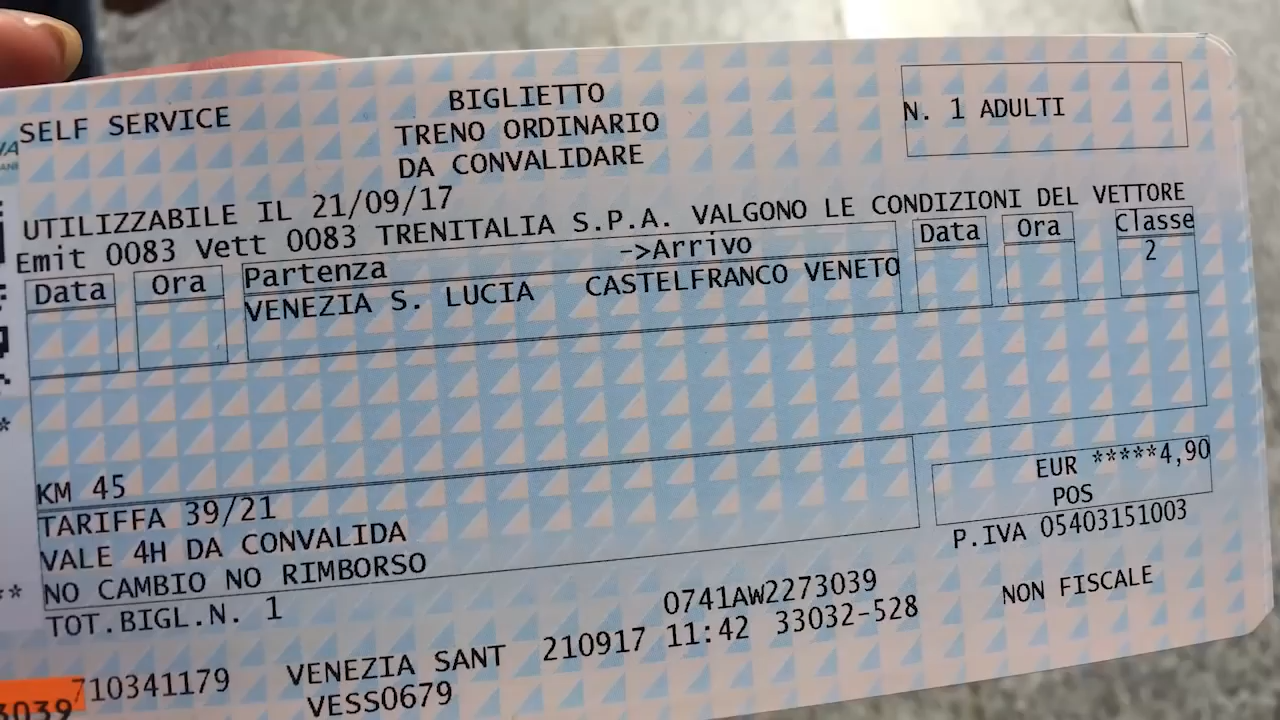 SELF SERVICE
BIGLIETTO
TRENO ORDINARIO
DA CONVALIDARE
N. 1 ADULTI
UTILIZZABILE IL 21/09/17
Emit 0083 Vett 0083 TRENITALIA S.P.A. VALGONO LE CONDIZIONI DEL VETTORE
Data Ora Partenza ->Arrivo Data Ora Classe
VENEZIA S. LUCIA CASTELFRANCO VENETO 2
KM 45
TARIFFA 39/21
VALE 4H DA CONVALIDA
NO CAMBIO NO RIMBORSO
TOT.BIGL.N. 1
EUR *****4,90
POS
P.IVA 05403151003
0741AW2273039
NON FISCALE
710341179 VENEZIA SANT 210917 11:42 33032-528
VESS0679
3039